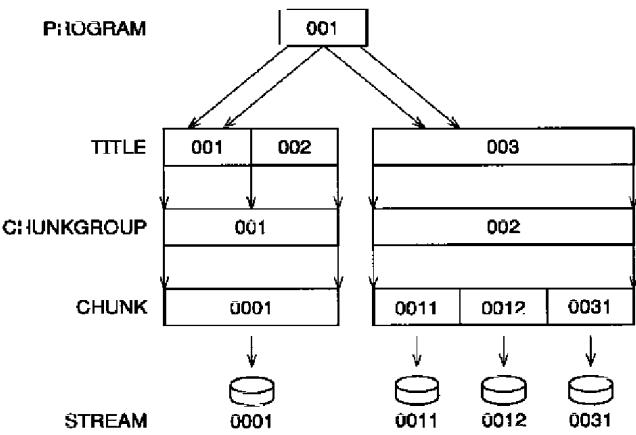 PROGRAM 001
TITLE 001 002 003
CHUNKGROUP 001 002
CHUNK 0001 0011 0012 0031
STREAM 0001 0011 0012 0031